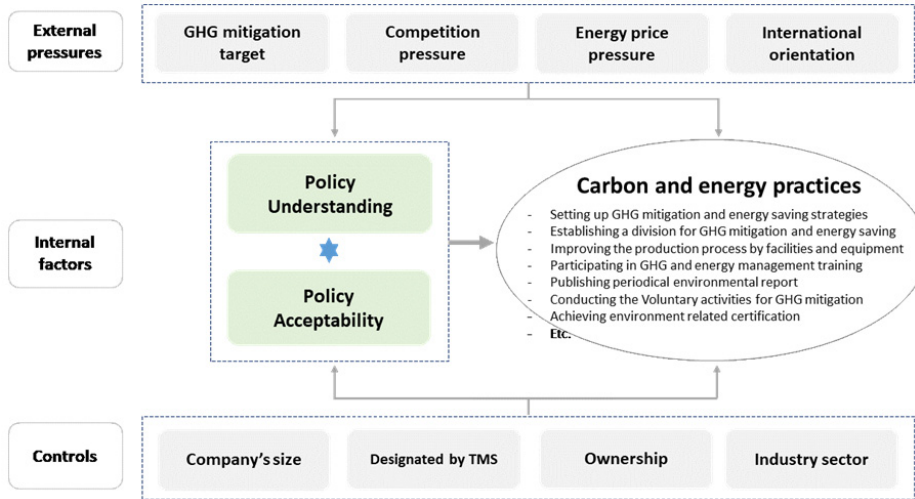 External
pressures
GHG mitigation
target
Competition
pressure
Energy price
pressure
International
orientation
Internal
factors
Policy
Understanding
Policy
Acceptability
Carbon and energy practices
- Setting up GHG mitigation and energy saving strategies
- Establishing a division for GHG mitigation and energy saving
- Improving the production process by facilities and equipment
- Participating in GHG and energy management training
- Publishing periodical environmental report
- Conducting the Voluntary activities for GHG mitigation
- Achieving environment related certification
- Etc.
Controls
Company's size
Designated by TMS
Ownership
Industry sector